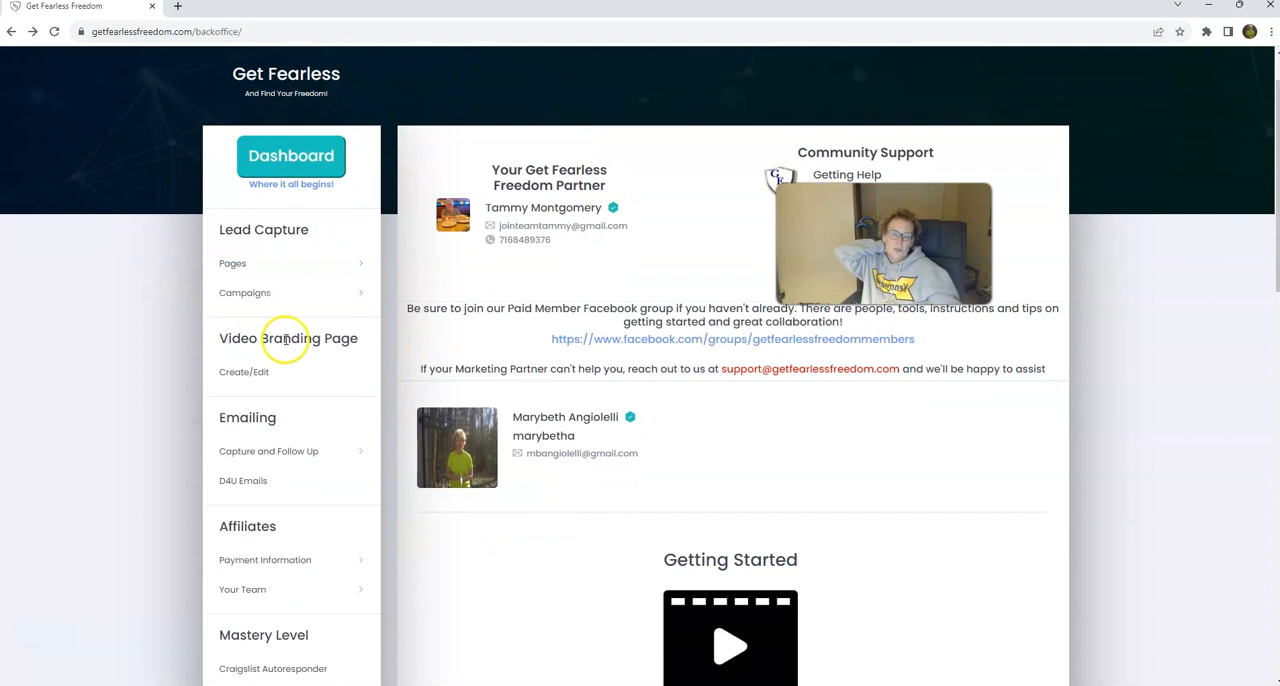 Get Fearless Freedom
getfearlessfreedom.com/backoffice/
Get Fearless
And Find Your Freedom!
Dashboard
Where it all begins!
Lead Capture
Pages
Campaigns
Video Branding Page
Create/Edit
Emailing
Capture and Follow Up
D4U Emails
Affiliates
Payment Information
Your Team
Mastery Level
Craigslist Autoresponder
Your Get Fearless
Freedom Partner
Tammy Montgomery
jointeamtammy@gmail.com
7168489376
Community Support
Getting Help
Be sure to join our Paid Member Facebook group if you haven't already. There are people, tools, instructions and tips on
getting started and great collaboration!
https://www.facebook.com/groups/getfearlessfreedommembers
If your Marketing Partner can't help you, reach out to us at support@getfearlessfreedom.com and we'll be happy to assist
Marybeth Angiolelli
marybetha
mbangiolelli@gmail.com
Getting Started